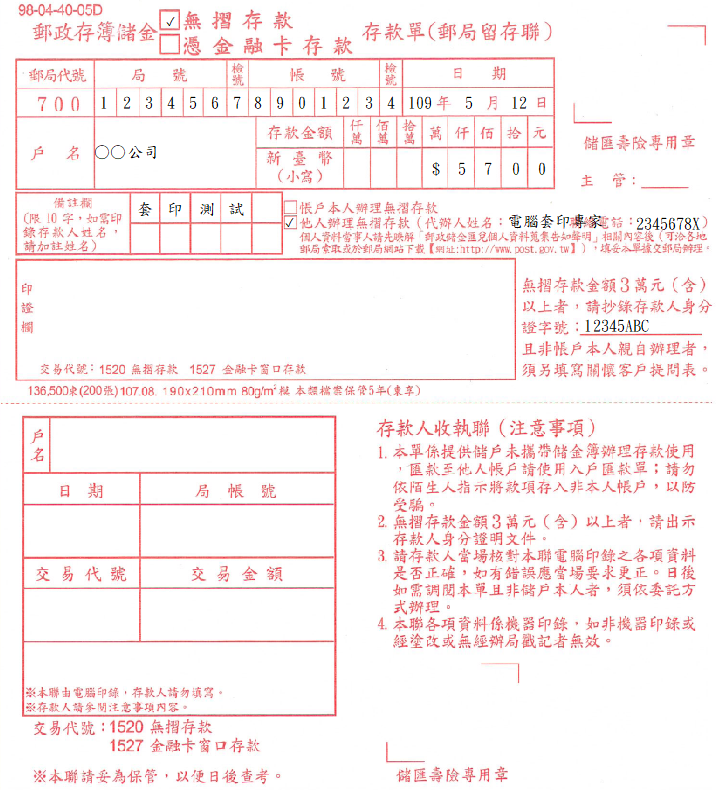 98-04-40-05D
郵政存簿儲金 ✓無摺存款 存款單(郵局留存聯)
□憑金融卡存款
郵局代號 局號 檢號 帳號 檢號 日期
700 1 2 3 4 5 6 7 8 9 0 1 2 3 4 109年 5月 12日
戶名 ○○公司 存款金額 仟萬 佰萬 拾萬 萬 仟 佰 拾 元
新臺幣(小寫) $ 5 7 0 0
儲匯壽險專用章
主管:
備註欄
(限10字,如需印
錄存款人姓名,
請加註姓名)
套 印 測 試
□帳戶本人辦理無摺存款
✓他人辦理無摺存款(代辦人姓名:電腦套印專家 電話:2345678X
個人資料當事人請先瞭解「郵政儲金匯兌個人資料蒐集告知聲明」相關內容後(可洽各地
郵局索取或於郵局網站下載【網址:http://www.post.gov.tw】),填妥本單據交郵局辦理。
印證欄
交易代號:1520 無摺存款 1527 金融卡窗口存款
無摺存款金額3萬元(含)
以上者,請抄錄存款人身分
證字號:12345ABC
且非帳戶本人親自辦理者,
須另填寫關懷客戶提問表。
136,500束(200張)107.08. 190x210mm 80g/m² 模 本類檔案保管5年(東享)
戶名
日期 局帳號
交易代號 交易金額
※本聯由電腦印錄,存款人請勿填寫。
※存款人請參閱注意事項內容。
交易代號:1520 無摺存款
1527 金融卡窗口存款
※本聯請妥為保管,以便日後查考。
存款人收執聯(注意事項)
1. 本單係提供儲戶未攜帶儲金簿辦理存款使用
,匯款至他人帳戶請使用入戶匯款單;請勿
依陌生人指示將款項存入非本人帳戶,以防
受騙。
2. 無摺存款金額3萬元(含)以上者,請出示
存款人身分證明文件。
3. 請存款人當場核對本聯電腦印錄之各項資料
是否正確,如有錯誤應當場要求更正。日後
如需調閱本單且非儲戶本人者,須依委託方
式辦理。
4. 本聯各項資料係機器印錄,如非機器印錄或
經塗改或無經辦局戳記者無效。
儲匯壽險專用章